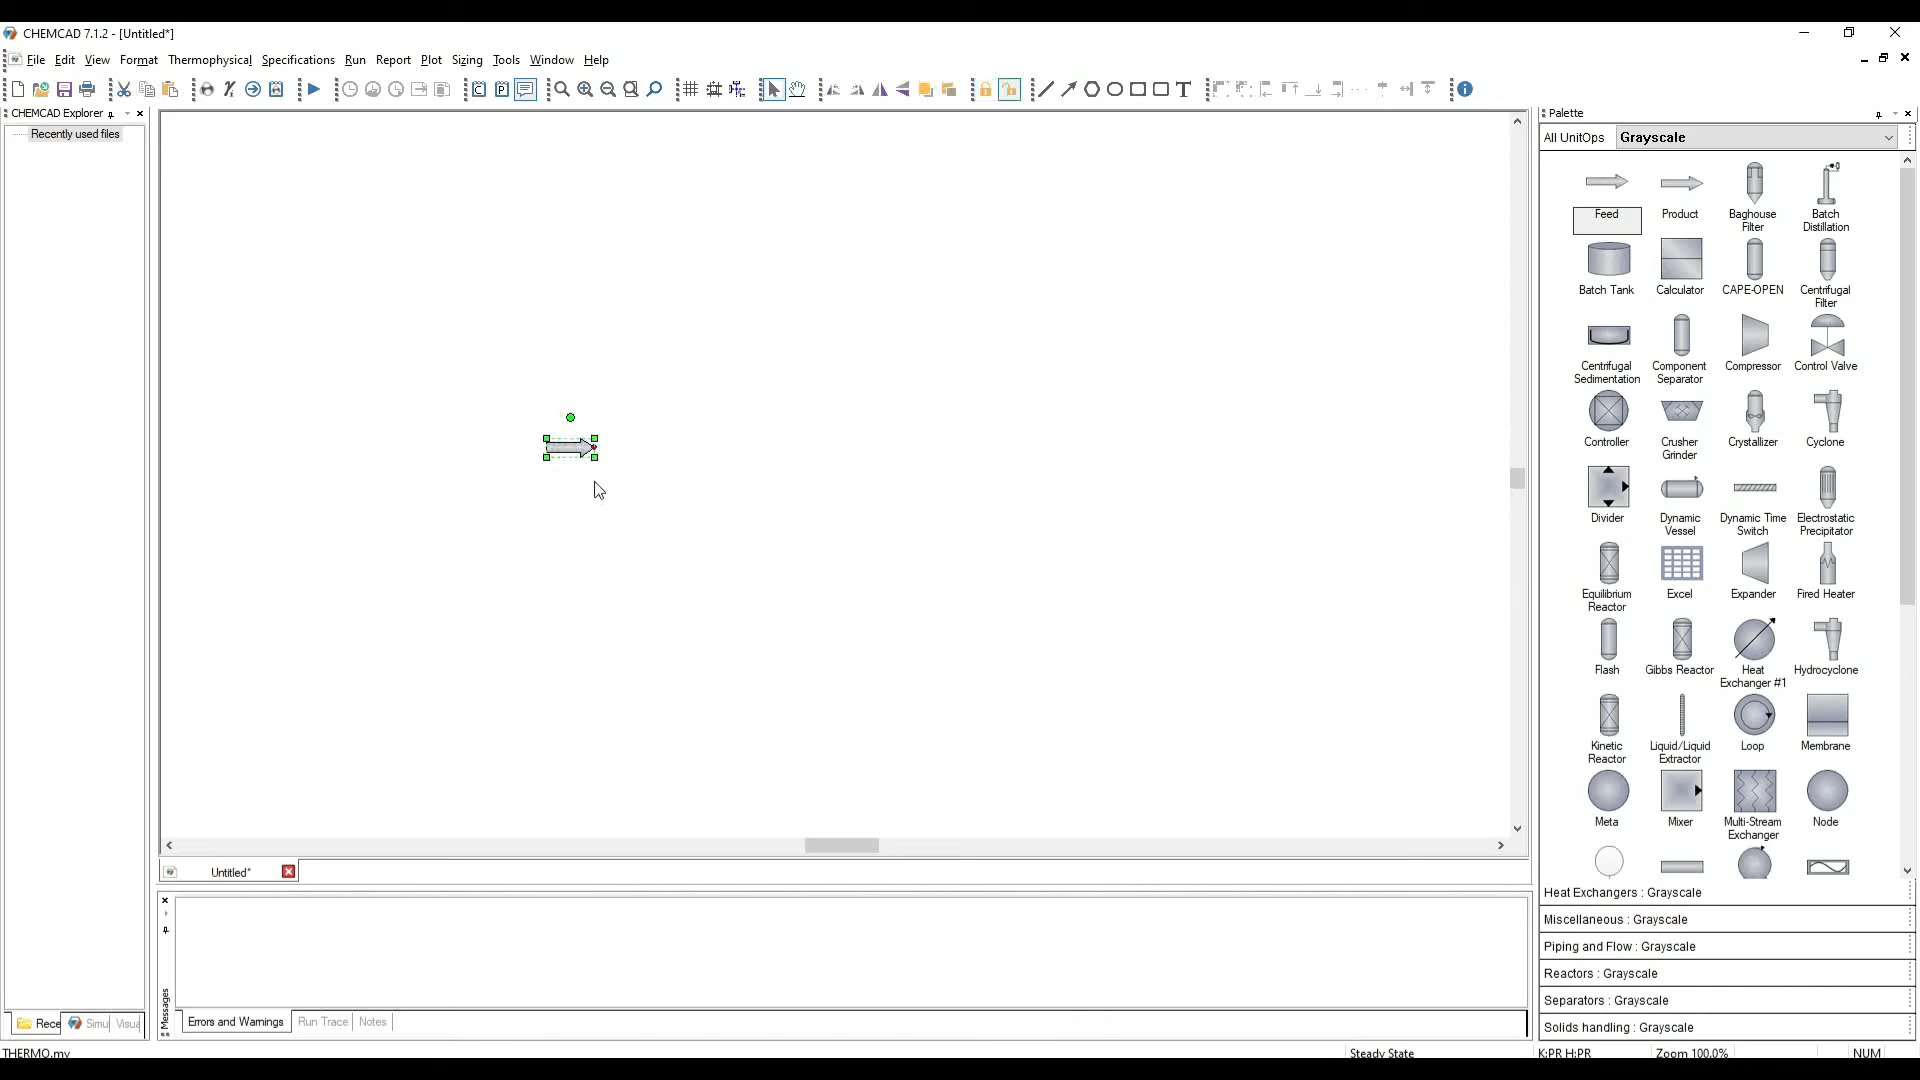 CHEMCAD 7.1.2 - [Untitled*]
File Edit View Format Thermophysical Specifications Run Report Plot Sizing Tools Window Help
CHEMCAD Explorer
Recently used files
Palette
All UnitOps Grayscale
Feed Product Baghouse Filter Batch Distillation
Batch Tank Calculator CAPE-OPEN Centrifugal Filter
Centrifugal Sedimentation Component Separator Compressor Control Valve
Controller Crusher Grinder Crystallizer Cyclone
Divider Dynamic Vessel Dynamic Time Switch Electrostatic Precipitator
Equilibrium Reactor Excel Expander Fired Heater
Flash Gibbs Reactor Heat Exchanger #1 Hydrocyclone
Kinetic Reactor Liquid/Liquid Extractor Loop Membrane
Meta Mixer Multi-Stream Exchanger Node
Heat Exchangers : Grayscale
Miscellaneous : Grayscale
Piping and Flow : Grayscale
Reactors : Grayscale
Separators : Grayscale
Solids handling : Grayscale
Untitled*
Messages
Errors and Warnings Run Trace Notes
Rece Simu Visua
THERMO.my Steady State K:PR H:PR Zoom 100.0% NUM